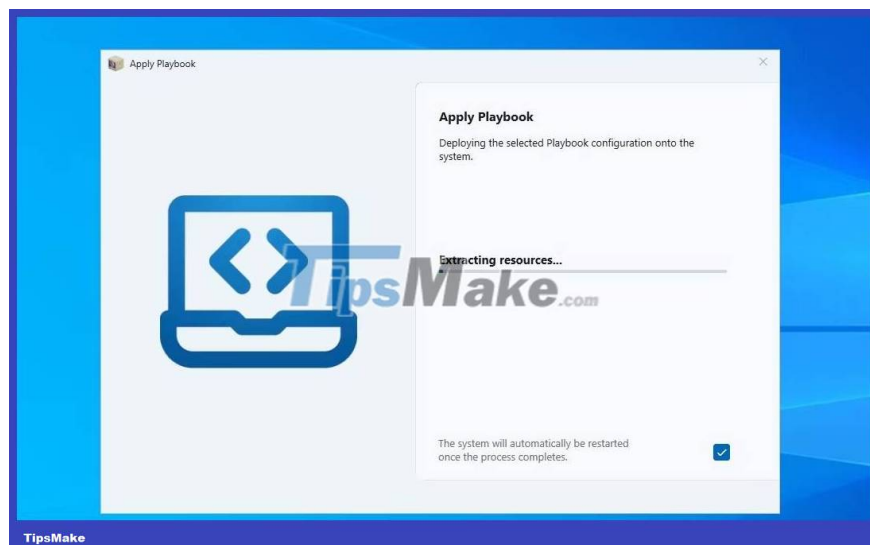 Apply Playbook
Apply Playbook
Deploying the selected Playbook configuration onto the
system.
Extracting resources...
TipsMake.com
The system will automatically be restarted
once the process completes.
TipsMake